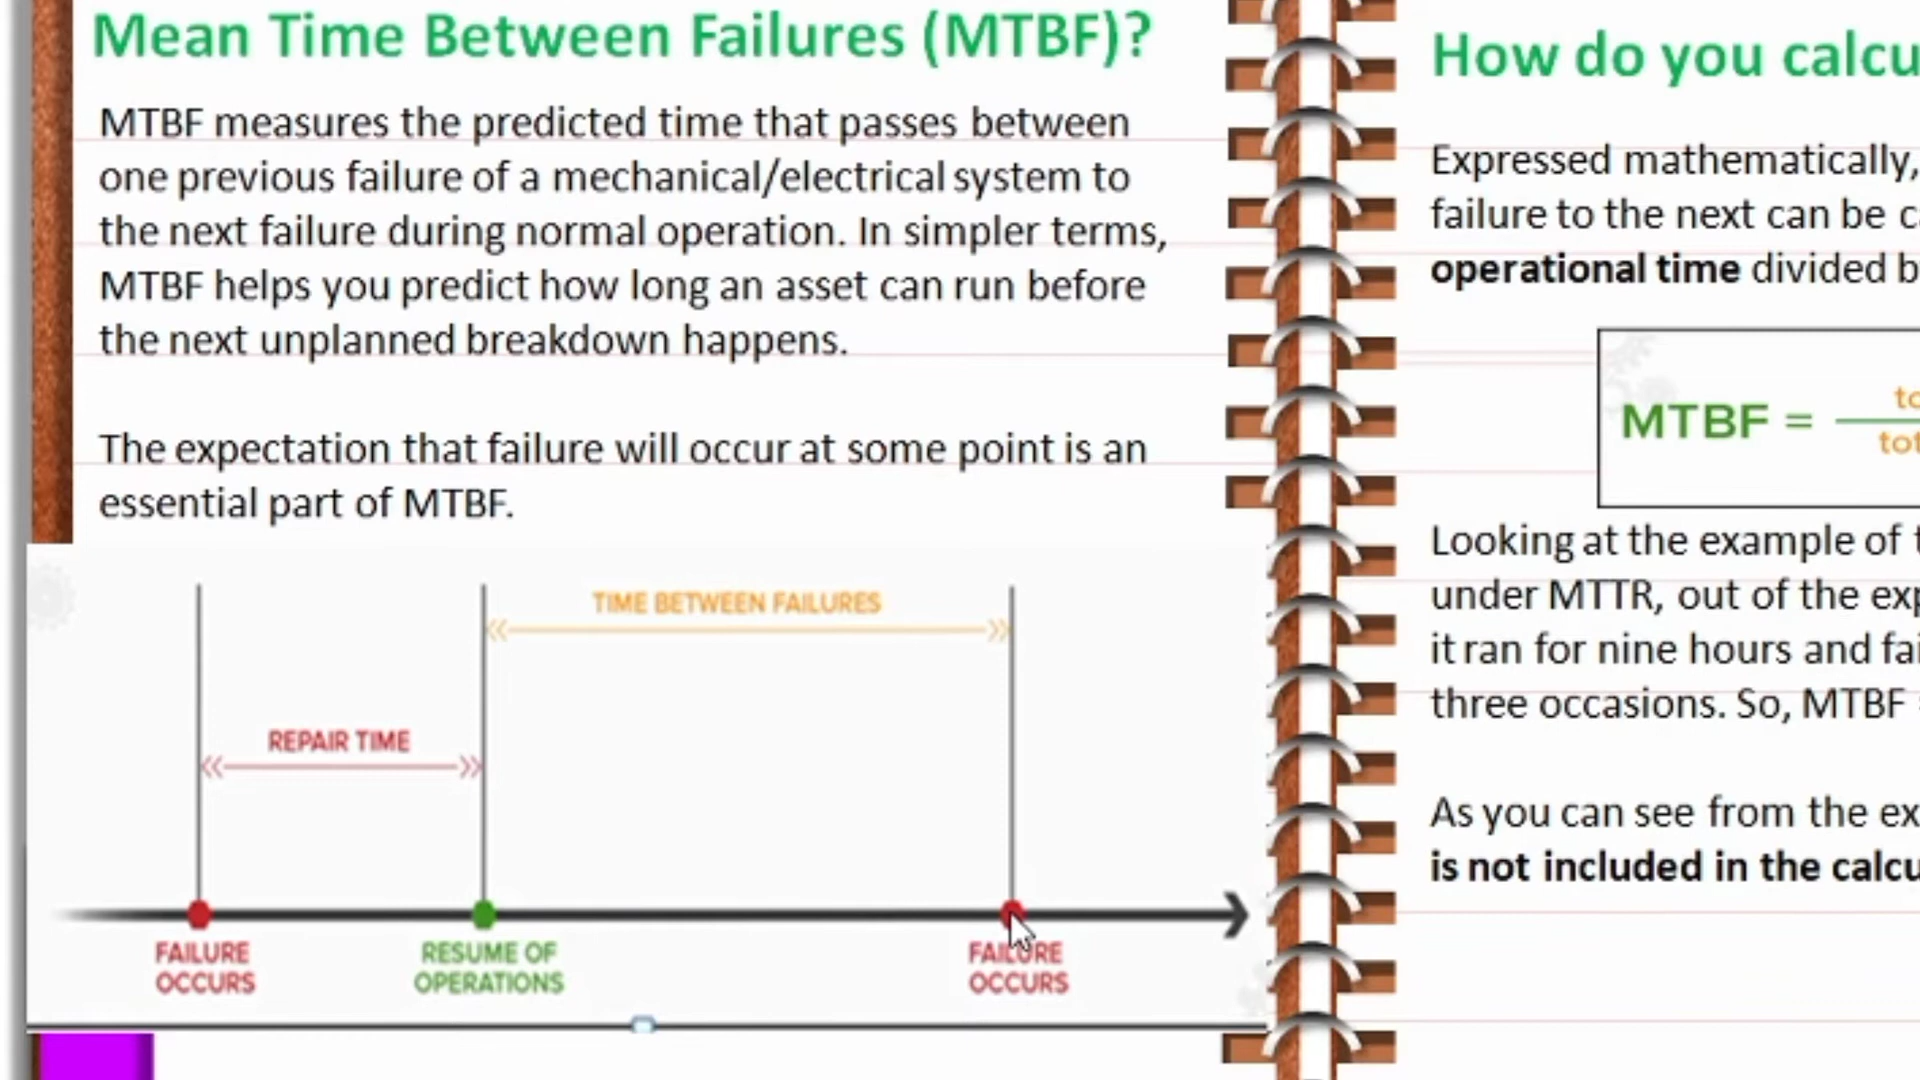 Mean Time Between Failures (MTBF)?
MTBF measures the predicted time that passes between
one previous failure of a mechanical/electrical system to
the next failure during normal operation. In simpler terms,
MTBF helps you predict how long an asset can run before
the next unplanned breakdown happens.
The expectation that failure will occur at some point is an
essential part of MTBF.
TIME BETWEEN FAILURES
REPAIR TIME
FAILURE
OCCURS
RESUME OF
OPERATIONS
FAILURE
OCCURS
How do you calcu
Expressed mathematically,
failure to the next can be ca
operational time divided b
MTBF =
to
tot
Looking at the example of t
under MTTR, out of the exp
it ran for nine hours and fai
three occasions. So, MTBF =
As you can see from the ex
is not included in the calcu